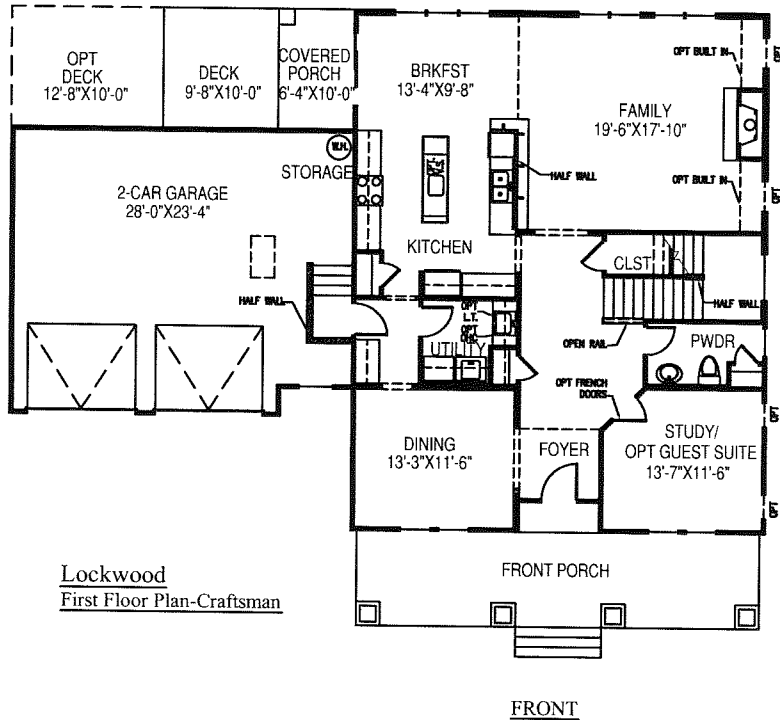 OPT
DECK
12'-8"X10'-0"
DECK
9'-8"X10'-0"
COVERED
PORCH
6'-4"X10'-0"
BRKFST
13'-4"X9'-8"
OPT BUILT IN
OPT
FAMILY
19'-6"X17'-10"
W.H.
STORAGE
2-CAR GARAGE
28'-0"X23'-4"
HALF WALL
OPT BUILT IN
OPT
KITCHEN
CLST
HALF WALL
HALF WALL
OPT
L.T.
OPT
UTILITY
OPEN RAIL
PWDR
OPT FRENCH
DOORS
OPT
DINING
13'-3"X11'-6"
FOYER
STUDY/
OPT GUEST SUITE
13'-7"X11'-6"
OPT
FRONT PORCH
Lockwood
First Floor Plan-Craftsman
FRONT